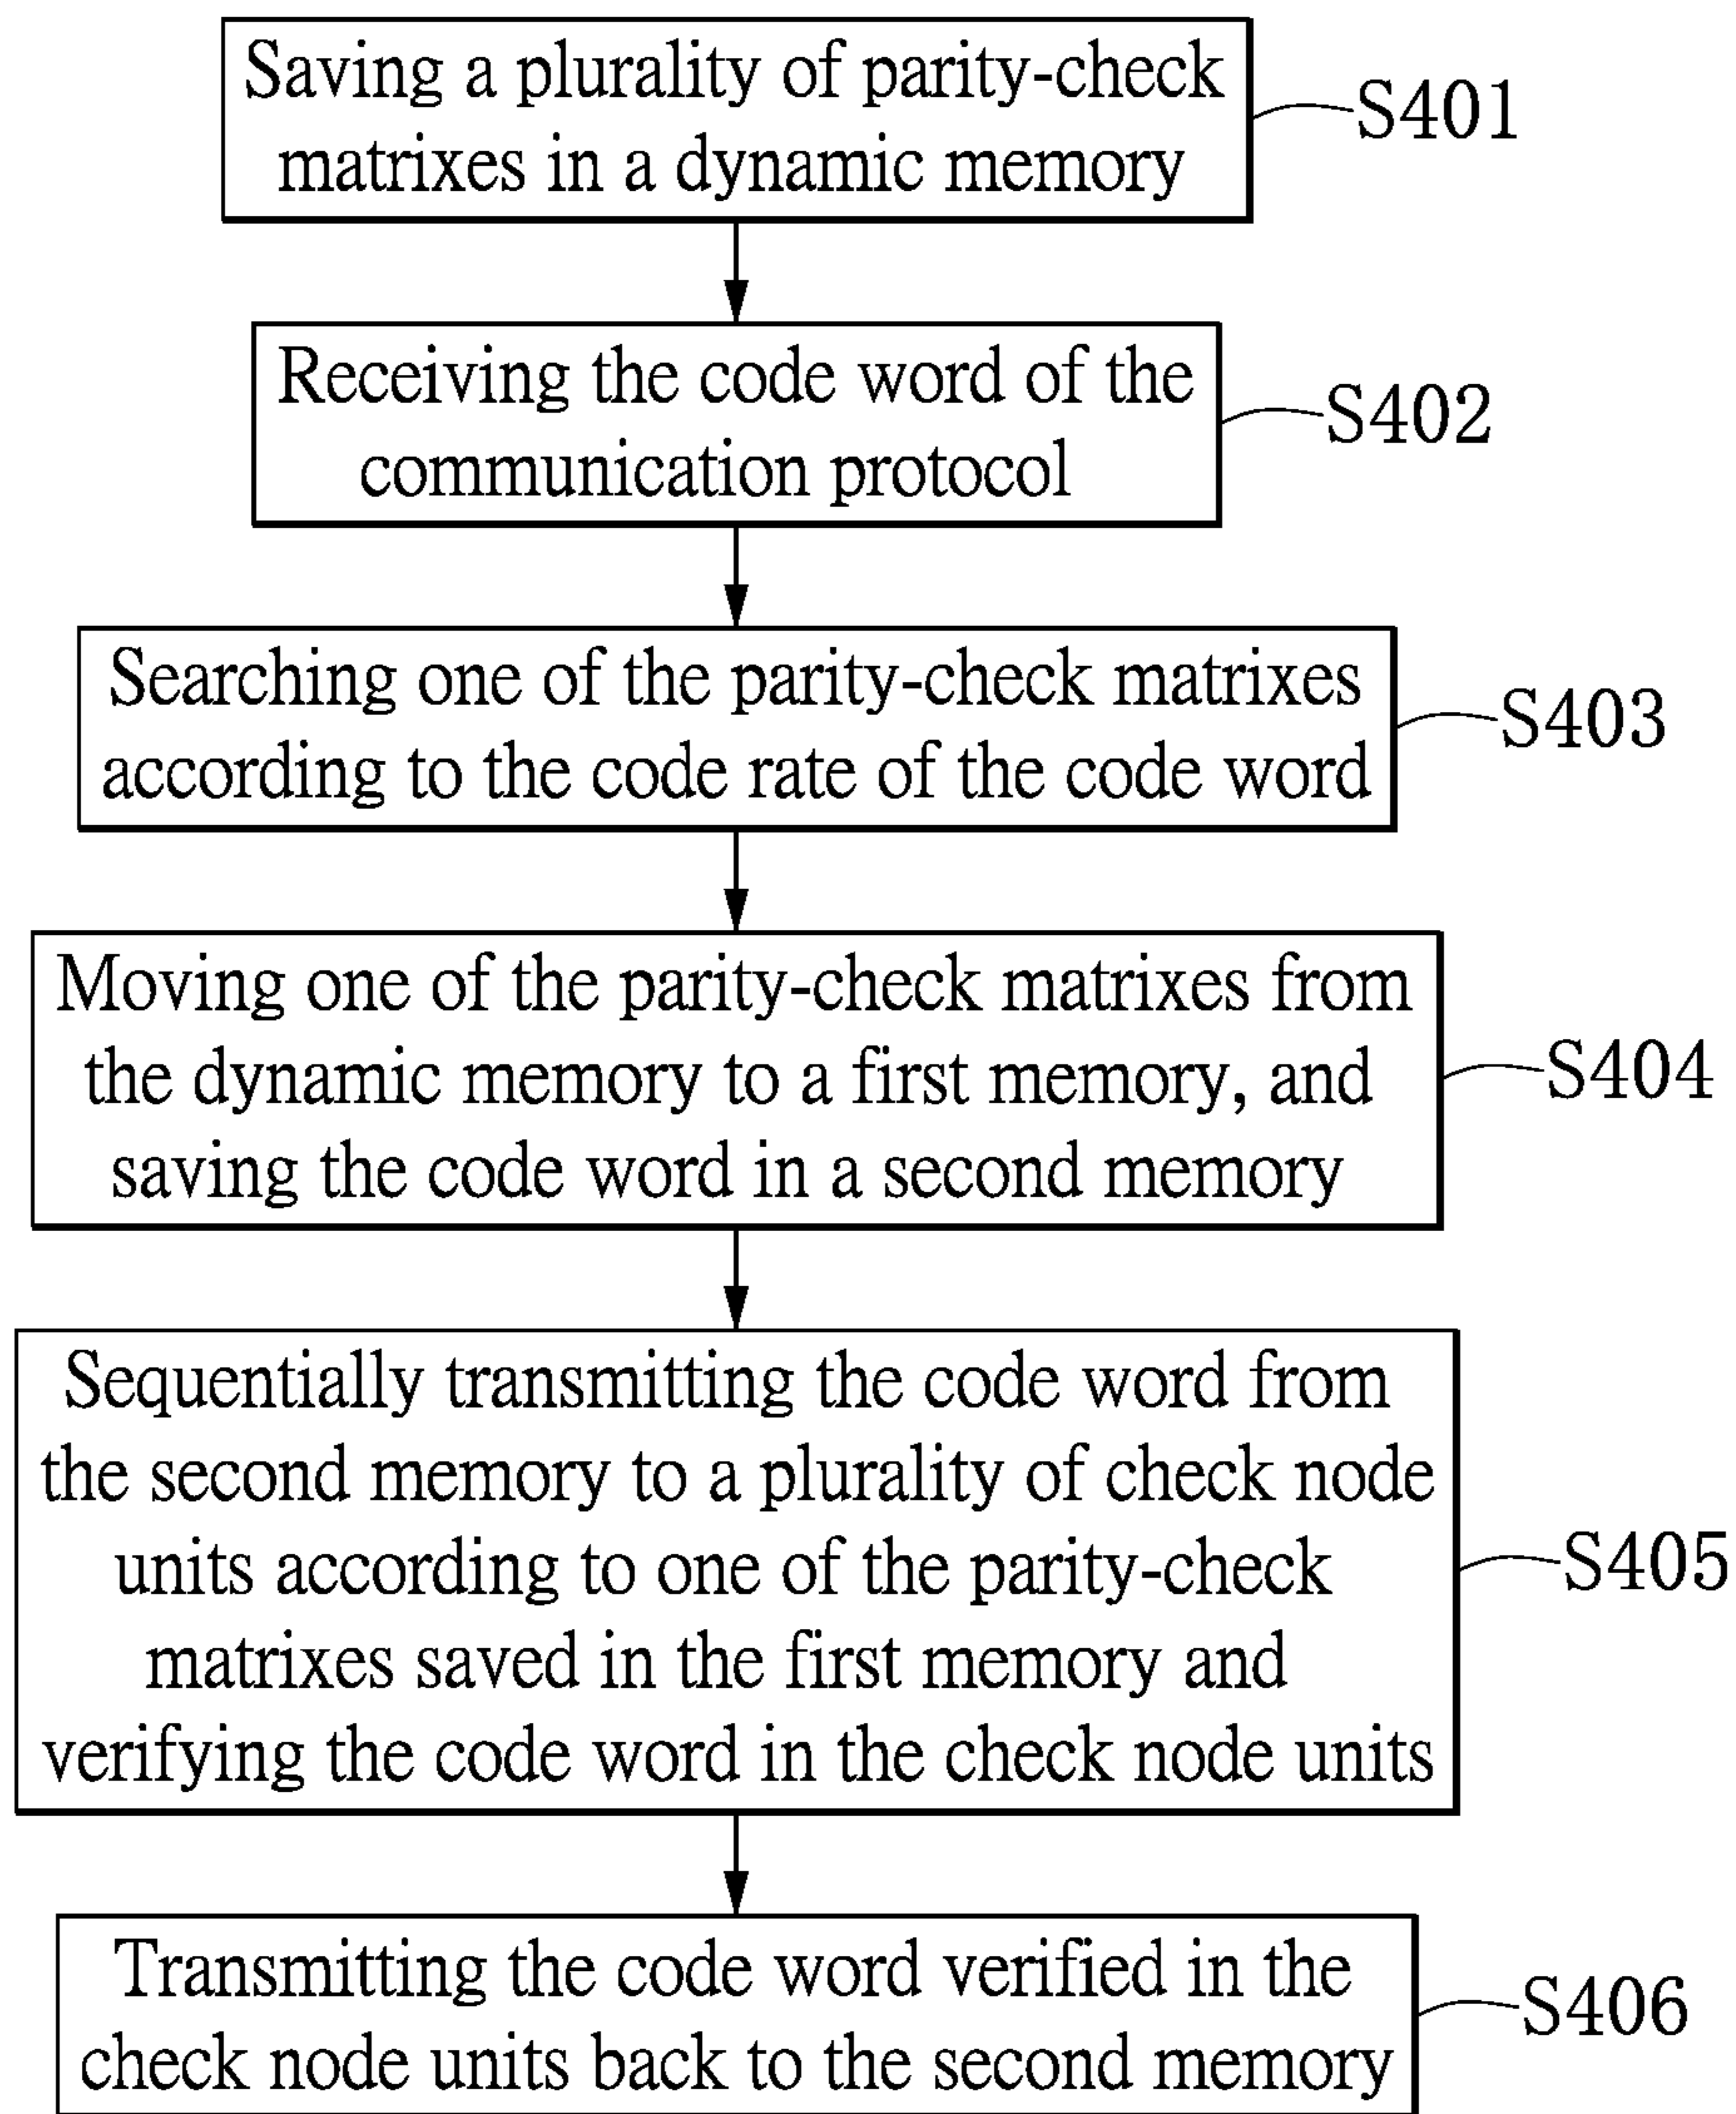 Saving a plurality of parity-check
matrixes in a dynamic memory
S401
Receiving the code word of the
communication protocol
S402
Searching one of the parity-check matrixes
according to the code rate of the code word
S403
Moving one of the parity-check matrixes from
the dynamic memory to a first memory, and
saving the code word in a second memory
S404
Sequentially transmitting the code word from
the second memory to a plurality of check node
units according to one of the parity-check
matrixes saved in the first memory and
verifying the code word in the check node units
S405
Transmitting the code word verified in the
check node units back to the second memory
S406